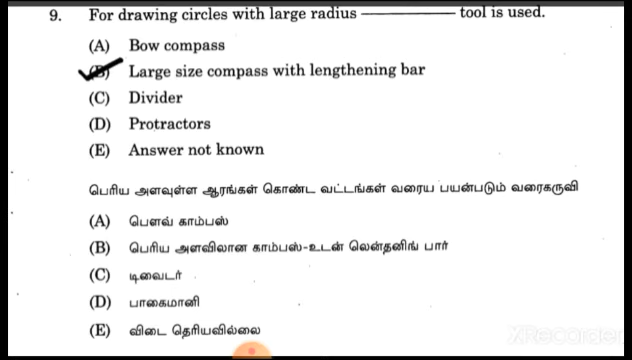 9. For drawing circles with large radius ———— tool is used.
(A) Bow compass
(B) Large size compass with lengthening bar
(C) Divider
(D) Protractors
(E) Answer not known
பெரிய அளவுள்ள ஆரங்கள் கொண்ட வட்டங்கள் வரைய பயன்படும் வரைகருவி
(A) பௌவ் காம்பஸ்
(B) பெரிய அளவிலான காம்பஸ்-உடன் லென்தனிங் பார்
(C) டிவைடர்
(D) பாகைமானி
(E) விடை தெரியவில்லை
XRecorder